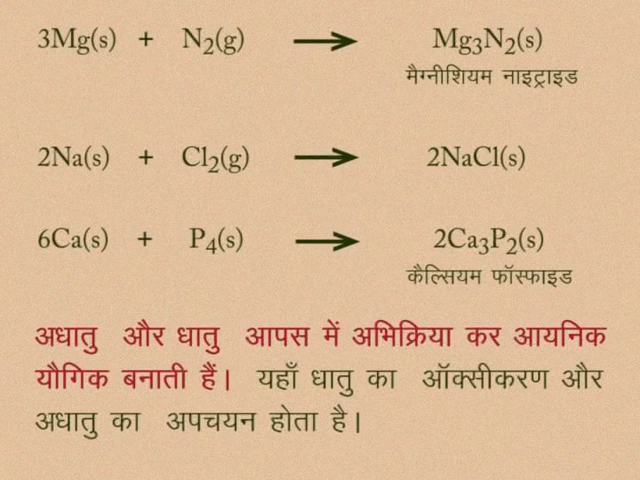 3Mg(s) + N₂(g) ⟶ Mg₃N₂(s)
मैग्नीशियम नाइट्राइड
2Na(s) + Cl₂(g) ⟶ 2NaCl(s)
6Ca(s) + P₄(s) ⟶ 2Ca₃P₂(s)
कैल्सियम फॉस्फाइड
अधातु और धातु आपस में अभिक्रिया कर आयनिक
यौगिक बनाती हैं। यहाँ धातु का ऑक्सीकरण और
अधातु का अपचयन होता है।